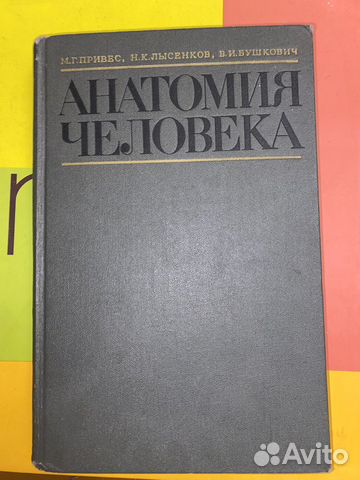 М.Г.ПРИВЕС, Н.К.ЛЫСЕНКОВ, В.И.БУШКОВИЧ
АНАТОМИЯ
ЧЕЛОВЕКА
Avito